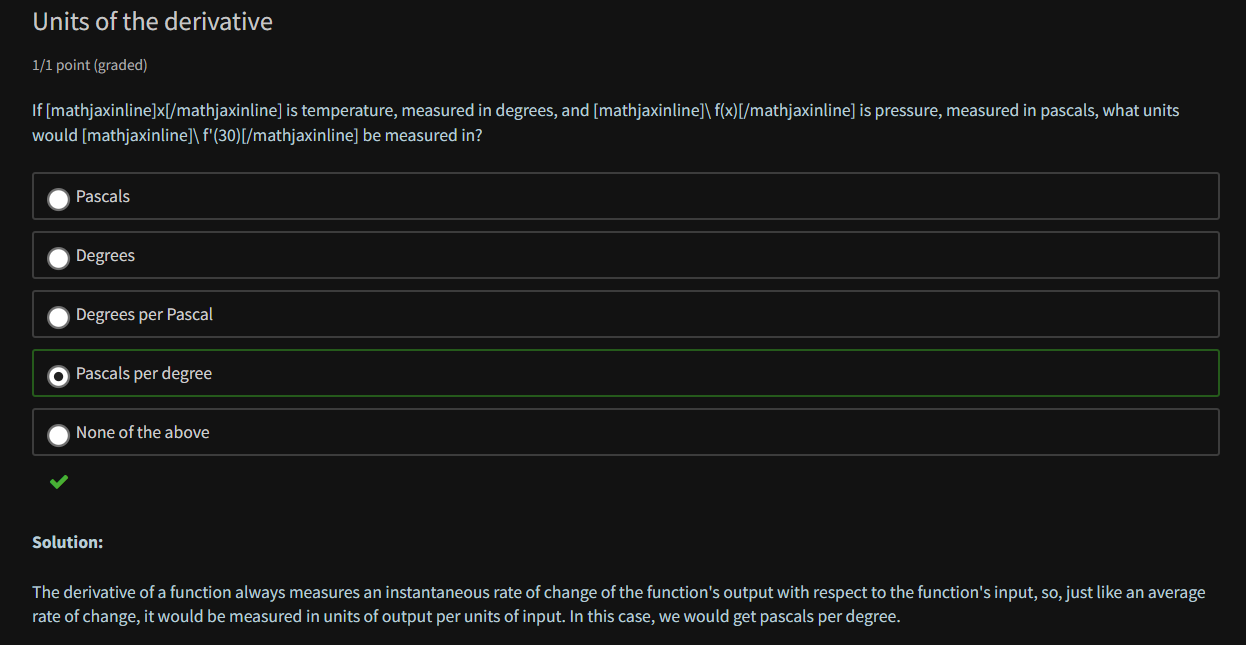 Units of the derivative
1/1 point (graded)
If [mathjaxinline]x[/mathjaxinline] is temperature, measured in degrees, and [mathjaxinline]\ f(x)[/mathjaxinline] is pressure, measured in pascals, what units
would [mathjaxinline]\ f'(30)[/mathjaxinline] be measured in?
Pascals
Degrees
Degrees per Pascal
Pascals per degree
None of the above
Solution:
The derivative of a function always measures an instantaneous rate of change of the function's output with respect to the function's input, so, just like an average
rate of change, it would be measured in units of output per units of input. In this case, we would get pascals per degree.